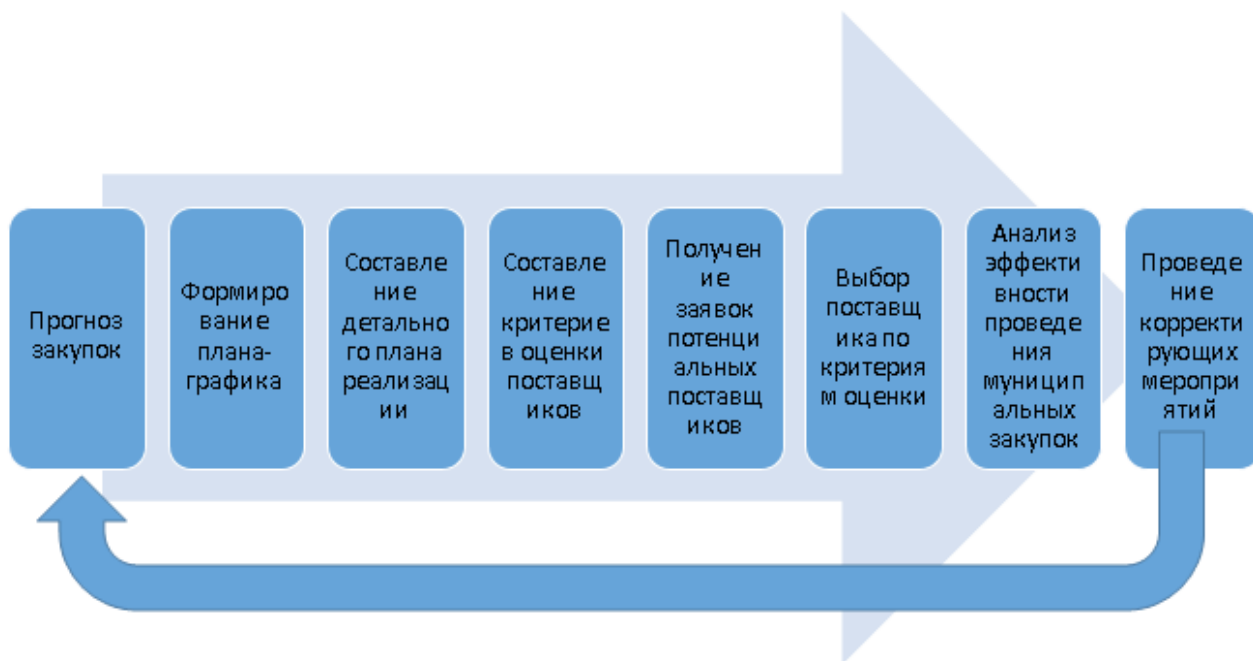 Прогноз
закупок
Формиро
вание
плана-
графика
Составле
ние
детально
го плана
реализац
ии
Составле
ние
критерие
в оценки
поставщ
иков
Получен
ие
заявок
потенци
альных
поставщ
иков
Выбор
поставщ
ика по
критерия
м оценки
Анализ
эффекти
вности
проведе
ния
муницип
альных
закупок
Проведе
ние
корректи
рующих
меропри
ятий